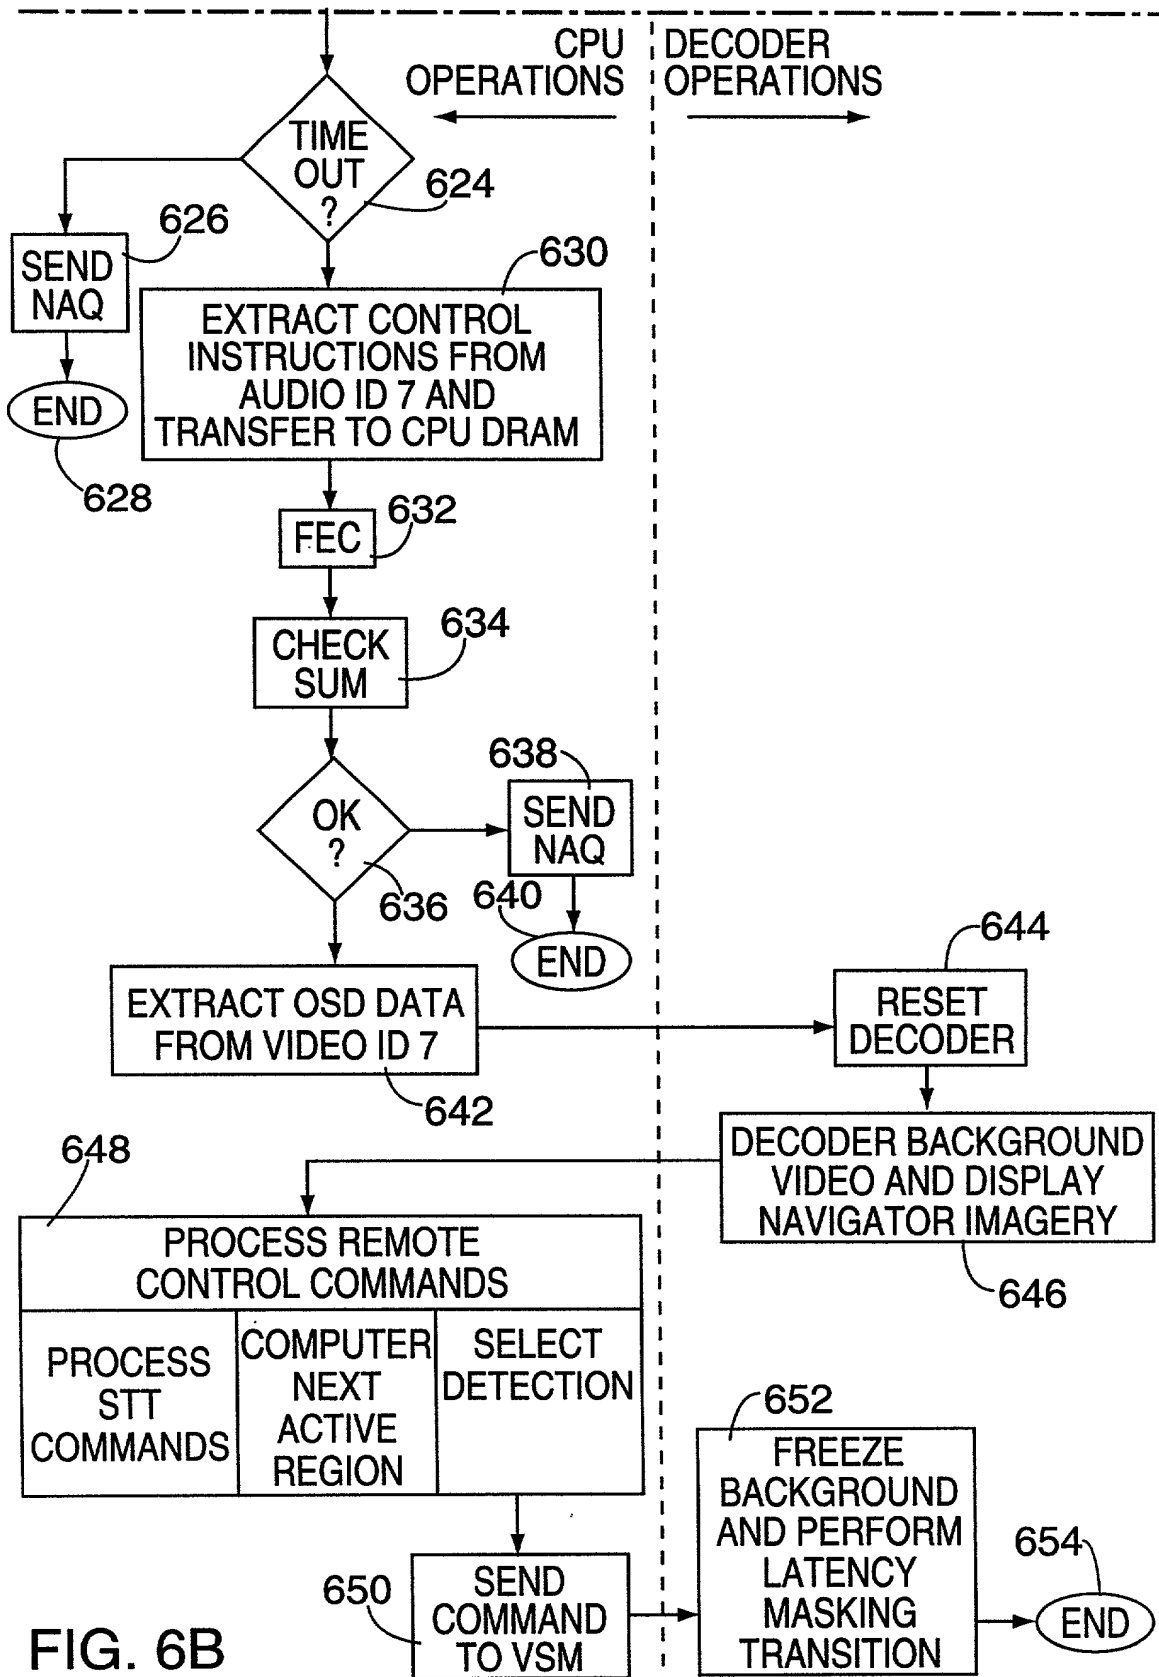 CPU
OPERATIONS
DECODER
OPERATIONS
TIME
OUT
?
624
626
SEND
NAQ
END
628
630
EXTRACT CONTROL
INSTRUCTIONS FROM
AUDIO ID 7 AND
TRANSFER TO CPU DRAM
632
FEC
634
CHECK
SUM
OK
?
636
638
SEND
NAQ
640
END
EXTRACT OSD DATA
FROM VIDEO ID 7
642
644
RESET
DECODER
DECODER BACKGROUND
VIDEO AND DISPLAY
NAVIGATOR IMAGERY
646
648
PROCESS REMOTE
CONTROL COMMANDS
PROCESS
STT
COMMANDS
COMPUTER
NEXT
ACTIVE
REGION
SELECT
DETECTION
650
SEND
COMMAND
TO VSM
652
FREEZE
BACKGROUND
AND PERFORM
LATENCY
MASKING
TRANSITION
654
END
FIG. 6B